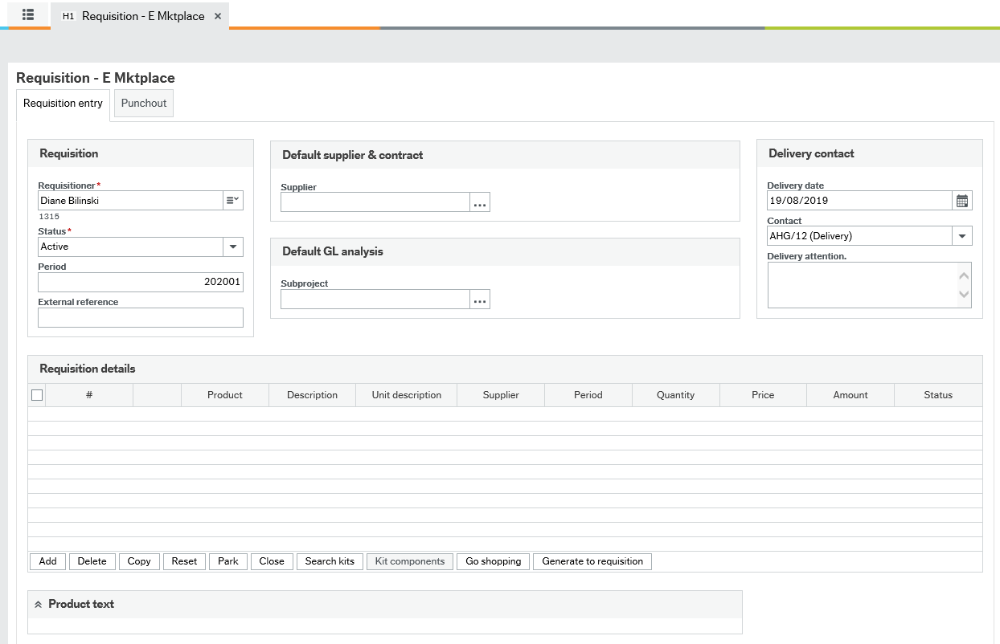 H1 Requisition - E Mktplace ×
Requisition - E Mktplace
Requisition entry
Punchout
Requisition
Requisitioner*
Diane Bilinski
1315
Status*
Active
Period
202001
External reference
Default supplier & contract
Supplier
...
Default GL analysis
Subproject
...
Delivery contact
Delivery date
19/08/2019
Contact
AHG/12 (Delivery)
Delivery attention.
Requisition details
# Product Description Unit description Supplier Period Quantity Price Amount Status
Add Delete Copy Reset Park Close Search kits Kit components Go shopping Generate to requisition
Product text